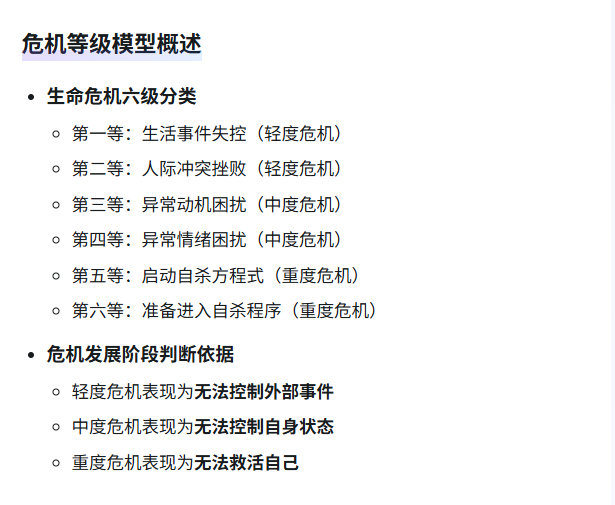 危机等级模型概述
生命危机六级分类
第一等：生活事件失控（轻度危机）
第二等：人际冲突挫败（轻度危机）
第三等：异常动机困扰（中度危机）
第四等：异常情绪困扰（中度危机）
第五等：启动自杀方程式（重度危机）
第六等：准备进入自杀程序（重度危机）
危机发展阶段判断依据
轻度危机表现为无法控制外部事件
中度危机表现为无法控制自身状态
重度危机表现为无法救活自己